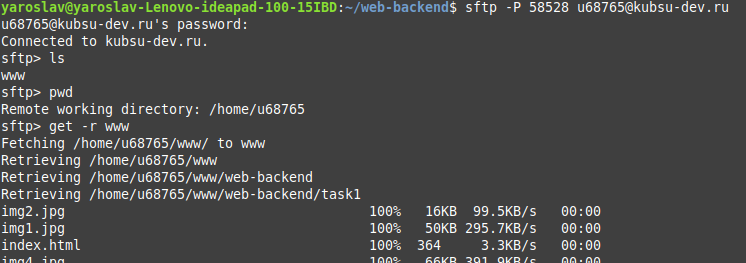 yaroslav@yaroslav-Lenovo-ideapad-100-15IBD:~/web-backend$ sftp -P 58528 u68765@kubsu-dev.ru
u68765@kubsu-dev.ru's password:
Connected to kubsu-dev.ru.
sftp> ls
www
sftp> pwd
Remote working directory: /home/u68765
sftp> get -r www
Fetching /home/u68765/www/ to www
Retrieving /home/u68765/www
Retrieving /home/u68765/www/web-backend
Retrieving /home/u68765/www/web-backend/task1
img2.jpg 100% 16KB 99.5KB/s 00:00
img1.jpg 100% 50KB 295.7KB/s 00:00
index.html 100% 364 3.3KB/s 00:00
img4.jpg 100% 66KB 391.9KB/s 00:00